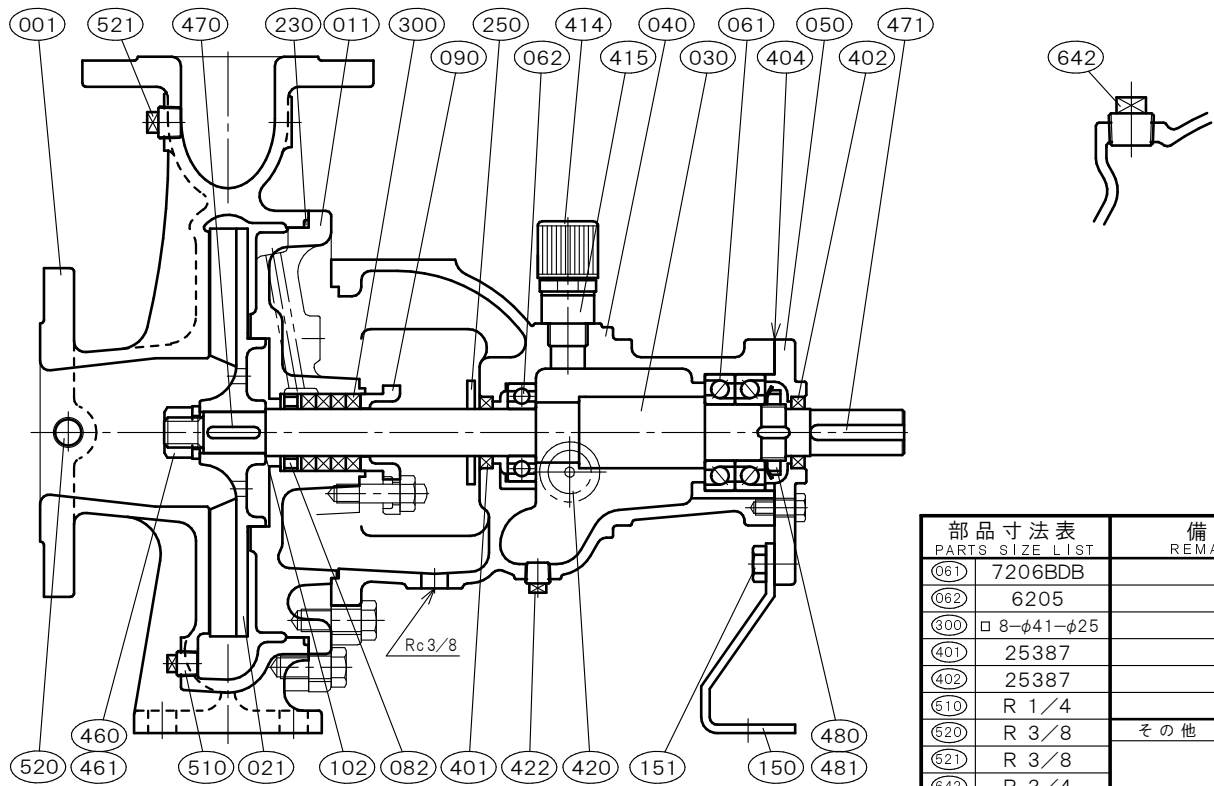 001 521 470 230 011 300 250 414 040 061 050 471
090 062 415 030 404 402 642
Rc3/8
460 480
520 461 510 021 102 082 401 422 420 151 150 481
部品寸法表 備
PARTS SIZE LIST REMA
061 7206BDB
062 6205
300 □ 8-φ41-φ25
401 25387
402 25387
510 R 1/4
520 R 3/8 その他
521 R 3/8
642 R 3/4